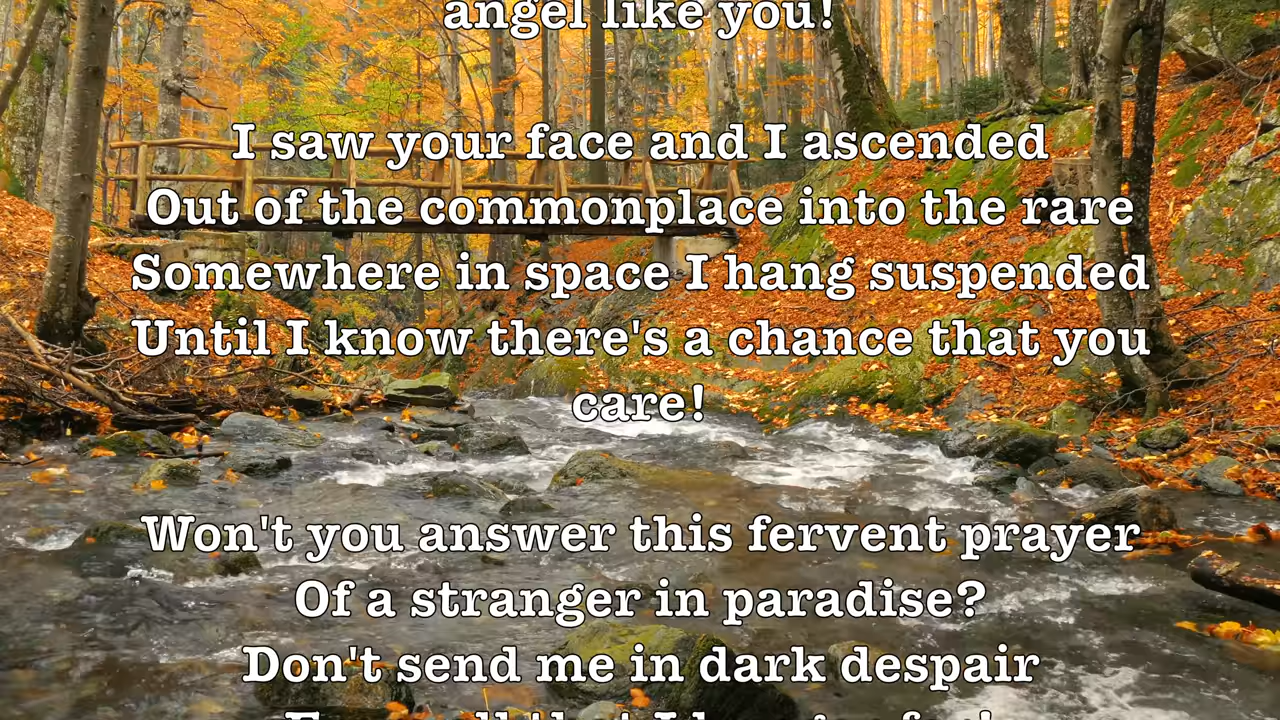 angel like you!
I saw your face and I ascended
Out of the commonplace into the rare
Somewhere in space I hang suspended
Until I know there's a chance that you
care!
Won't you answer this fervent prayer
Of a stranger in paradise?
Don't send me in dark despair